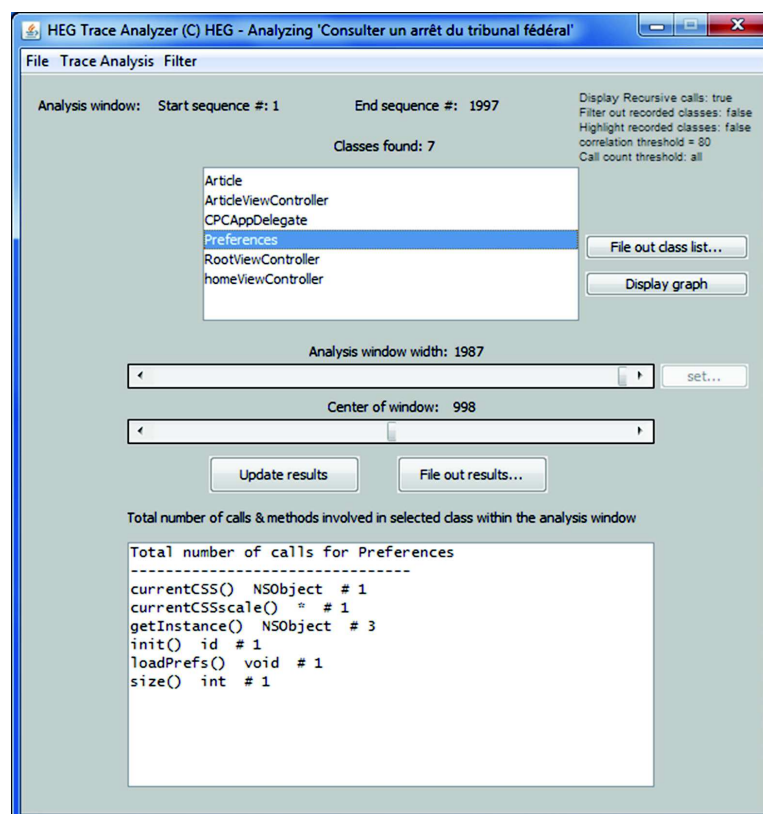 HEG Trace Analyzer (C) HEG - Analyzing 'Consulter un arrêt du tribunal fédéral'
File Trace Analysis Filter
Analysis window: Start sequence #: 1 End sequence #: 1997
Display Recursive calls: true
Filter out recorded classes: false
Highlight recorded classes: false
correlation threshold = 80
Call count threshold: all
Classes found: 7
Article
ArticleViewController
CPCAppDelegate
Preferences
RootViewController
homeViewController
File out class list...
Display graph
Analysis window width: 1987
set...
Center of window: 998
Update results File out results...
Total number of calls & methods involved in selected class within the analysis window
Total number of calls for Preferences
--------------------------------
currentCSS() NSObject # 1
currentCSSscale() * # 1
getInstance() NSObject # 3
init() id # 1
loadPrefs() void # 1
size() int # 1